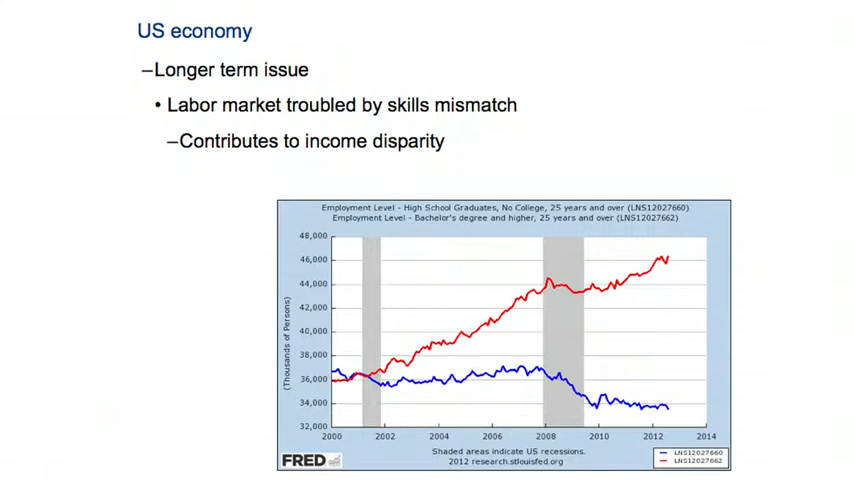 US economy
–Longer term issue
• Labor market troubled by skills mismatch
–Contributes to income disparity
Employment Level - High School Graduates, No College, 25 years and over (LNS12027660)
Employment Level - Bachelor's degree and higher, 25 years and over (LNS12027662)
48,000
46,000
44,000
42,000
40,000
38,000
36,000
34,000
32,000
(Thousands of Persons)
2000 2002 2004 2006 2008 2010 2012 2014
Shaded areas indicate US recessions.
2012 research.stlouisfed.org
FRED
LNS12027660
LNS12027662